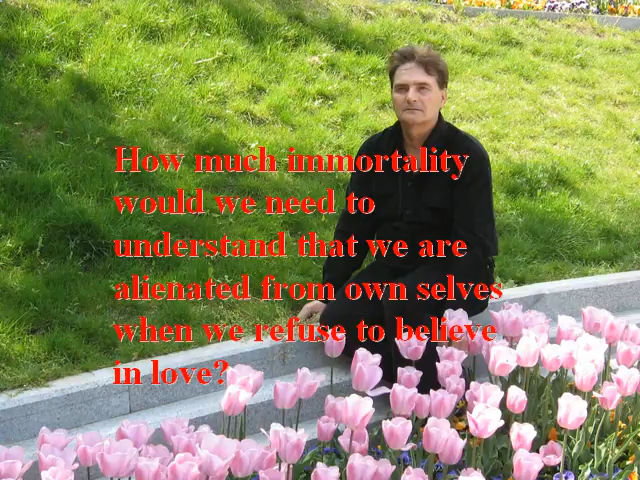 How much immortality
would we need to
understand that we are
alienated from own selves
when we refuse to believe
in love?